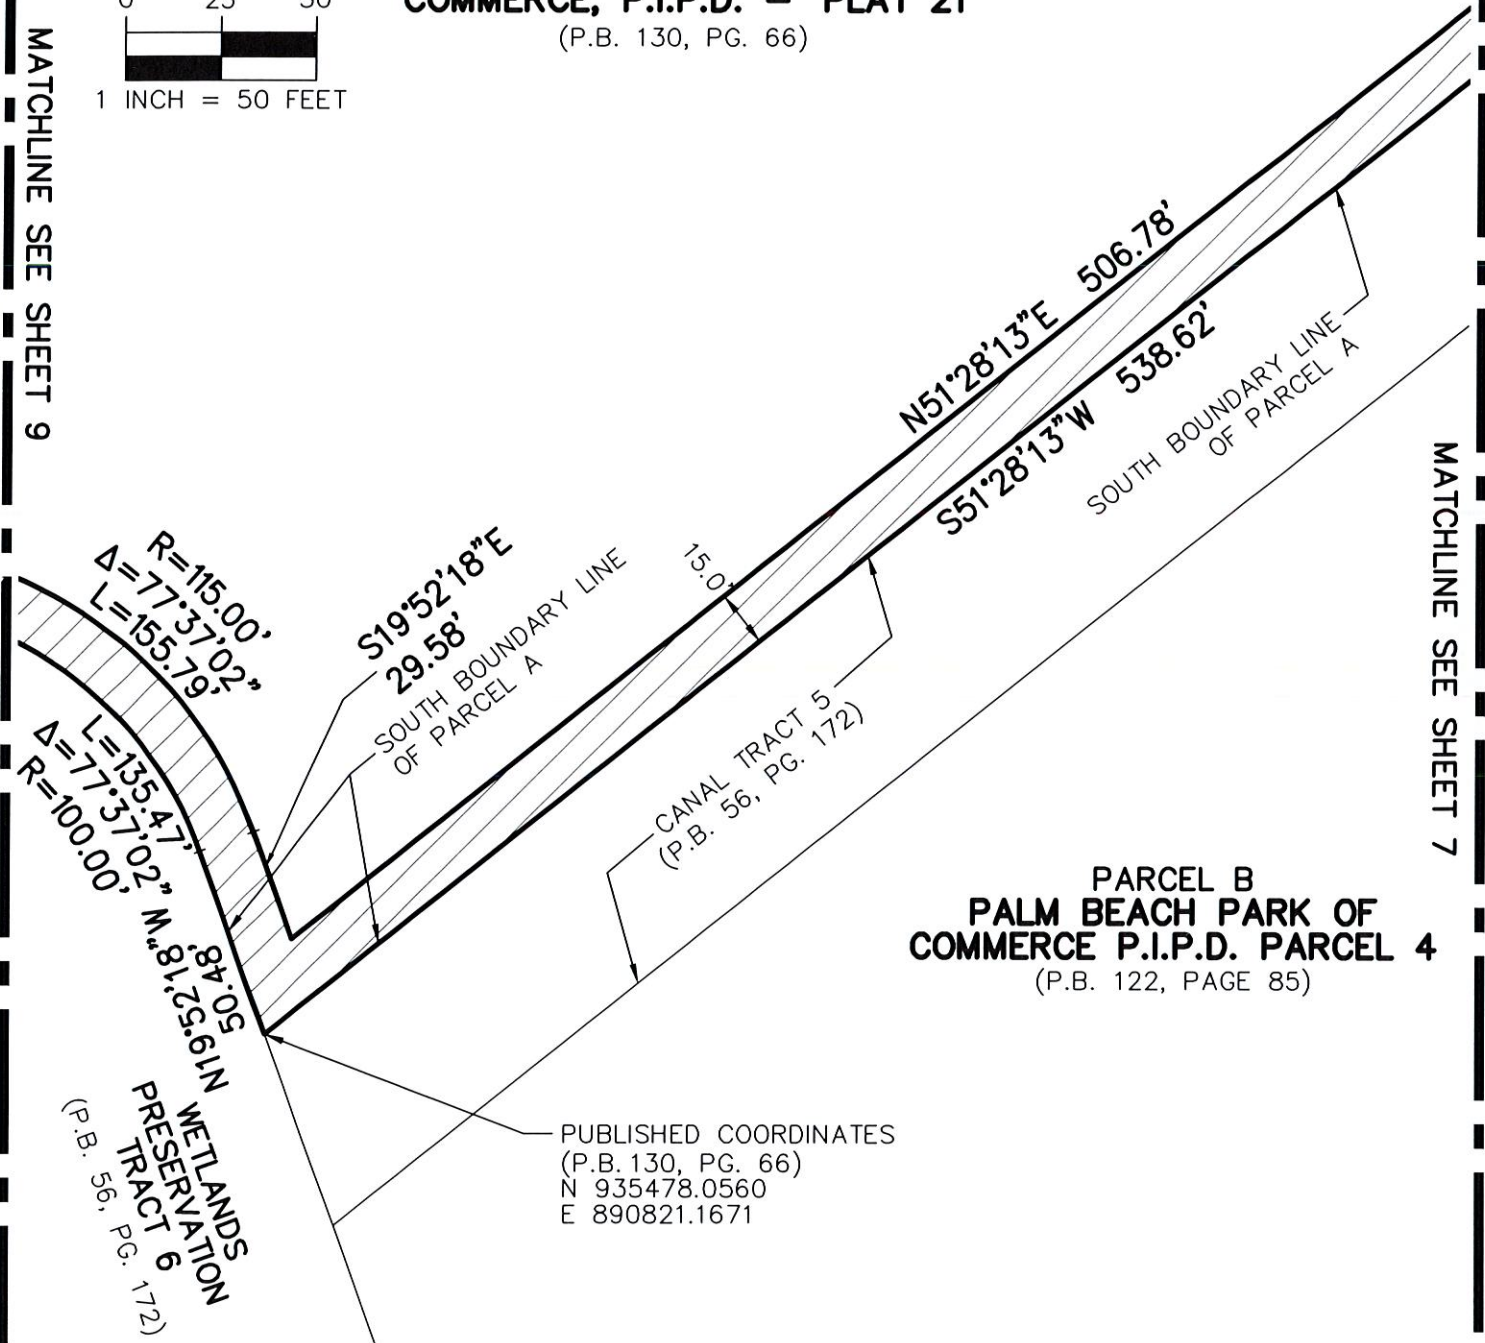 0 25 50
1 INCH = 50 FEET
COMMERCE, P.I.P.D. - PLAT 21
(P.B. 130, PG. 66)
MATCHLINE SEE SHEET 9
N51°28'13"E 506.78'
S51°28'13"W 538.62'
SOUTH BOUNDARY LINE
OF PARCEL A
MATCHLINE SEE SHEET 7
R=115.00'
Δ=77°37'02"
L=155.79'
S19°52'18"E
29.58'
SOUTH BOUNDARY LINE
OF PARCEL A
15.0'
CANAL TRACT 5
(P.B. 56, PG. 172)
L=135.47'
Δ=77°37'02"
R=100.00'
N19°52'18"W
50.48'
PARCEL B
PALM BEACH PARK OF
COMMERCE P.I.P.D. PARCEL 4
(P.B. 122, PAGE 85)
WETLANDS
PRESERVATION
TRACT 6
(P.B. 56, PG. 172)
PUBLISHED COORDINATES
(P.B. 130, PG. 66)
N 935478.0560
E 890821.1671